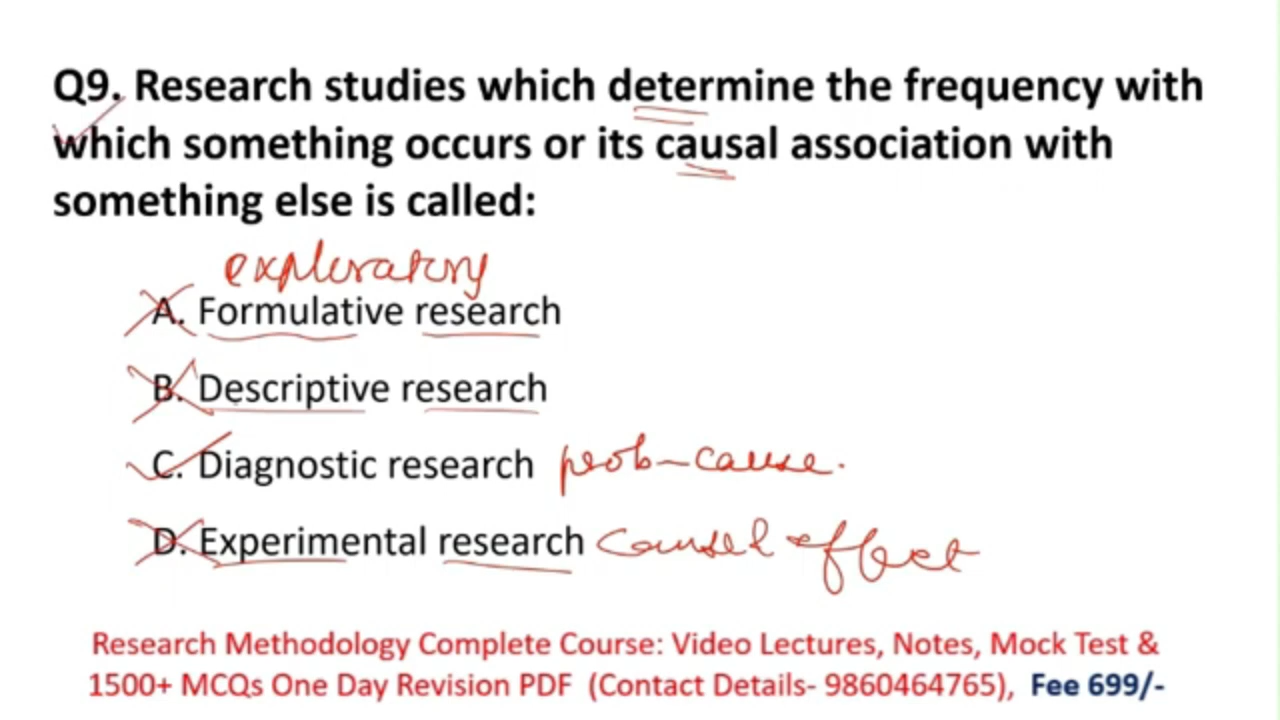 Q9. Research studies which determine the frequency with
which something occurs or its causal association with
something else is called:
exploratory
A. Formulative research
B. Descriptive research
C. Diagnostic research prob-cause.
D. Experimental research cause & effect
Research Methodology Complete Course: Video Lectures, Notes, Mock Test &
1500+ MCQs One Day Revision PDF (Contact Details- 9860464765), Fee 699/-